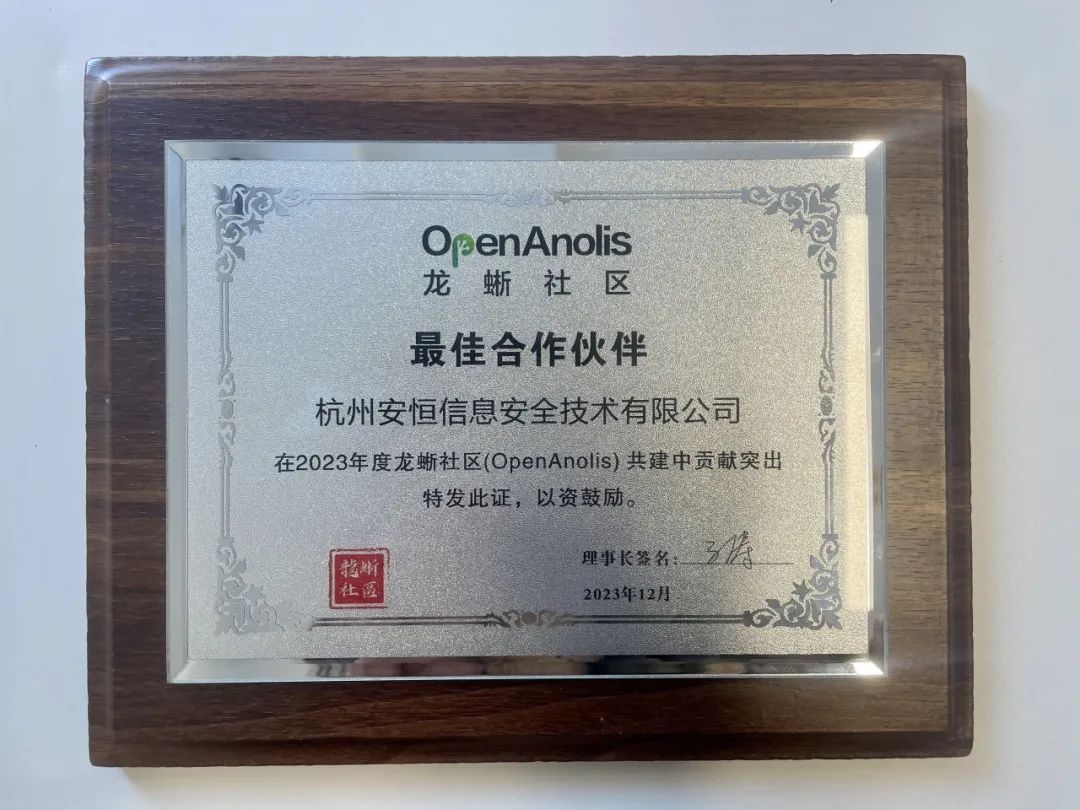 OpenAnolis
龙蜥社区
最佳合作伙伴
杭州安恒信息安全技术有限公司
在2023年度龙蜥社区(OpenAnolis) 共建中贡献突出
特发此证，以资鼓励。
龍蜥
社區
理事长签名：
2023年12月